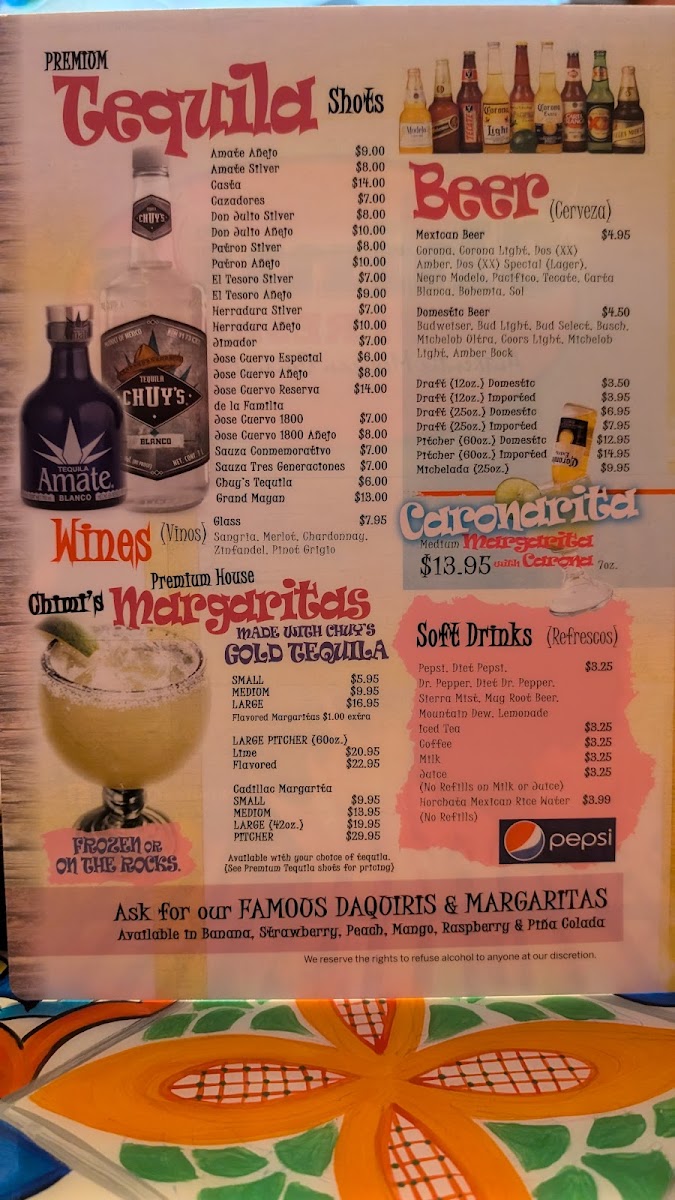 PREMIUM
Tequila Shots
Amate Añejo $9.00
Amate Silver $8.00
Casta $14.00
Cazadores $7.00
Don Julio Silver $8.00
Don Julio Añejo $10.00
Patron Silver $8.00
Patron Añejo $10.00
El Tesoro Silver $7.00
El Tesoro Añejo $9.00
Herradura Silver $7.00
Herradura Añejo $10.00
Jimador $7.00
Jose Cuervo Especial $6.00
Jose Cuervo Añejo $8.00
Jose Cuervo Reserva $14.00
de la Familia
Jose Cuervo 1800 $7.00
Jose Cuervo 1800 Añejo $8.00
Sauza Conmemorativo $7.00
Sauza Tres Generaciones $7.00
Chuy's Tequila $6.00
Grand Mayan $13.00
CHUY'S
TEQUILA
CHUY'S
BLANCO
TEQUILA
Amate
BLANCO
Wines (Vinos)
Glass $7.95
Sangria, Merlot, Chardonnay,
Zinfandel, Pinot Grigio
Premium House
Chimi's Margaritas
MADE WITH CHUY'S
GOLD TEQUILA
SMALL $5.95
MEDIUM $9.95
LARGE $16.95
Flavored Margaritas $1.00 extra
LARGE PITCHER (60oz.)
Lime $20.95
Flavored $22.95
Cadillac Margarita
SMALL $9.95
MEDIUM $13.95
LARGE (42oz.) $19.95
PITCHER $29.95
Available with your choice of tequila.
(See Premium Tequila shots for pricing)
FROZEN OR
ON THE ROCKS.
Beer (Cerveza)
Mexican Beer $4.95
Corona, Corona Light, Dos (XX)
Amber, Dos (XX) Special (Lager),
Negro Modelo, Pacifico, Tecate, Carta
Blanca, Bohemia, Sol
Domestic Beer $4.50
Budweiser, Bud Light, Bud Select, Busch,
Michelob Ultra, Coors Light, Michelob
Light, Amber Bock
Draft (12oz.) Domestic $3.50
Draft (12oz.) Imported $3.95
Draft (25oz.) Domestic $6.95
Draft (25oz.) Imported $7.95
Pitcher (60oz.) Domestic $12.95
Pitcher (60oz.) Imported $14.95
Michelada (25oz.) $9.95
Caronarita
Medium Margarita
$13.95 with Carona 7oz.
Soft Drinks (Refrescos)
Pepsi, Diet Pepsi, $3.25
Dr. Pepper, Diet Dr. Pepper,
Sierra Mist, Mug Root Beer,
Mountain Dew, Lemonade
Iced Tea $3.25
Coffee $3.25
Milk $3.25
Juice $3.25
(No Refills on Milk or Juice)
Horchata Mexican Rice Water $3.99
(No Refills)
pepsi
Ask for our FAMOUS DAQUIRIS & MARGARITAS
Available in Banana, Strawberry, Peach, Mango, Raspberry & Piña Colada
We reserve the rights to refuse alcohol to anyone at our discretion.